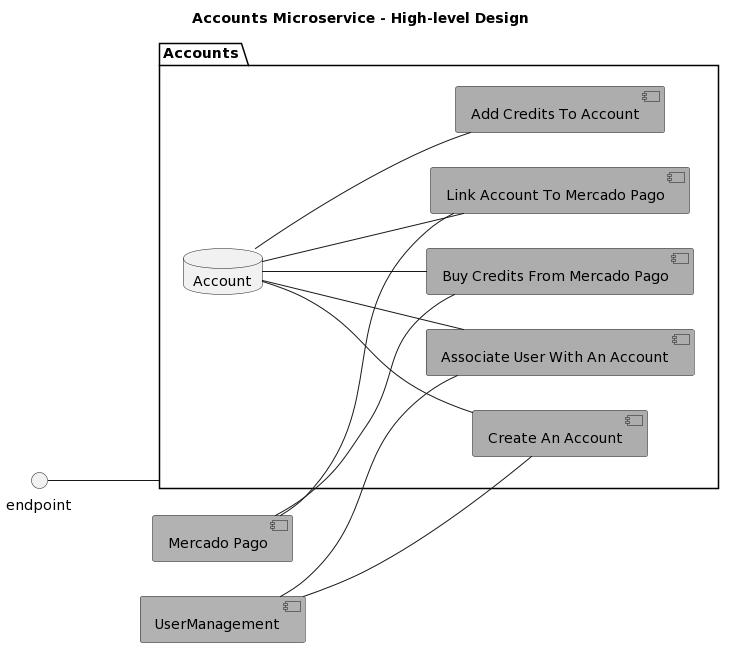 Accounts Microservice - High-level Design
Accounts
Add Credits To Account
Link Account To Mercado Pago
Account
Buy Credits From Mercado Pago
Associate User With An Account
Create An Account
endpoint
Mercado Pago
UserManagement